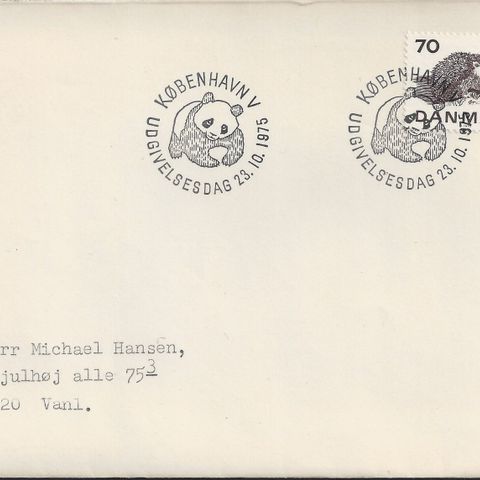 KØBENHAVN V
UDGIVELSESDAG 23.10.1975
KØBENHAVN V
UDGIVELSESDAG 23.10.1975
70
DANM
rr Michael Hansen,
julhøj alle 75³
20 Vanl.